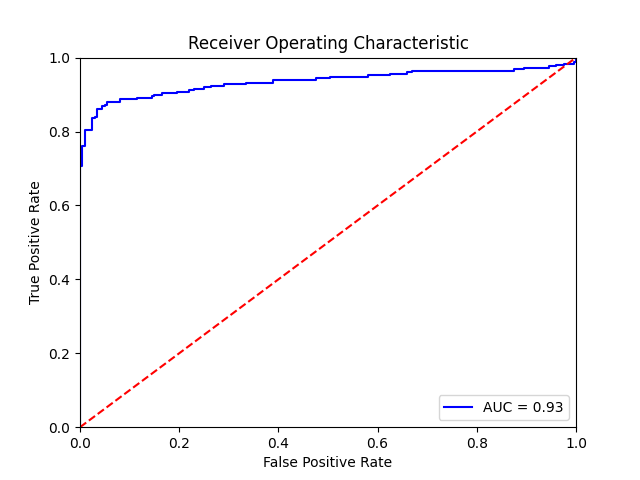 Receiver Operating Characteristic
True Positive Rate
1.0
0.8
0.6
0.4
0.2
0.0
AUC = 0.93
0.0 0.2 0.4 0.6 0.8 1.0
False Positive Rate